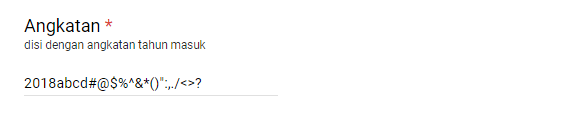 Angkatan *
disi dengan angkatan tahun masuk
2018abcd#@$%^&*()":,./<>?